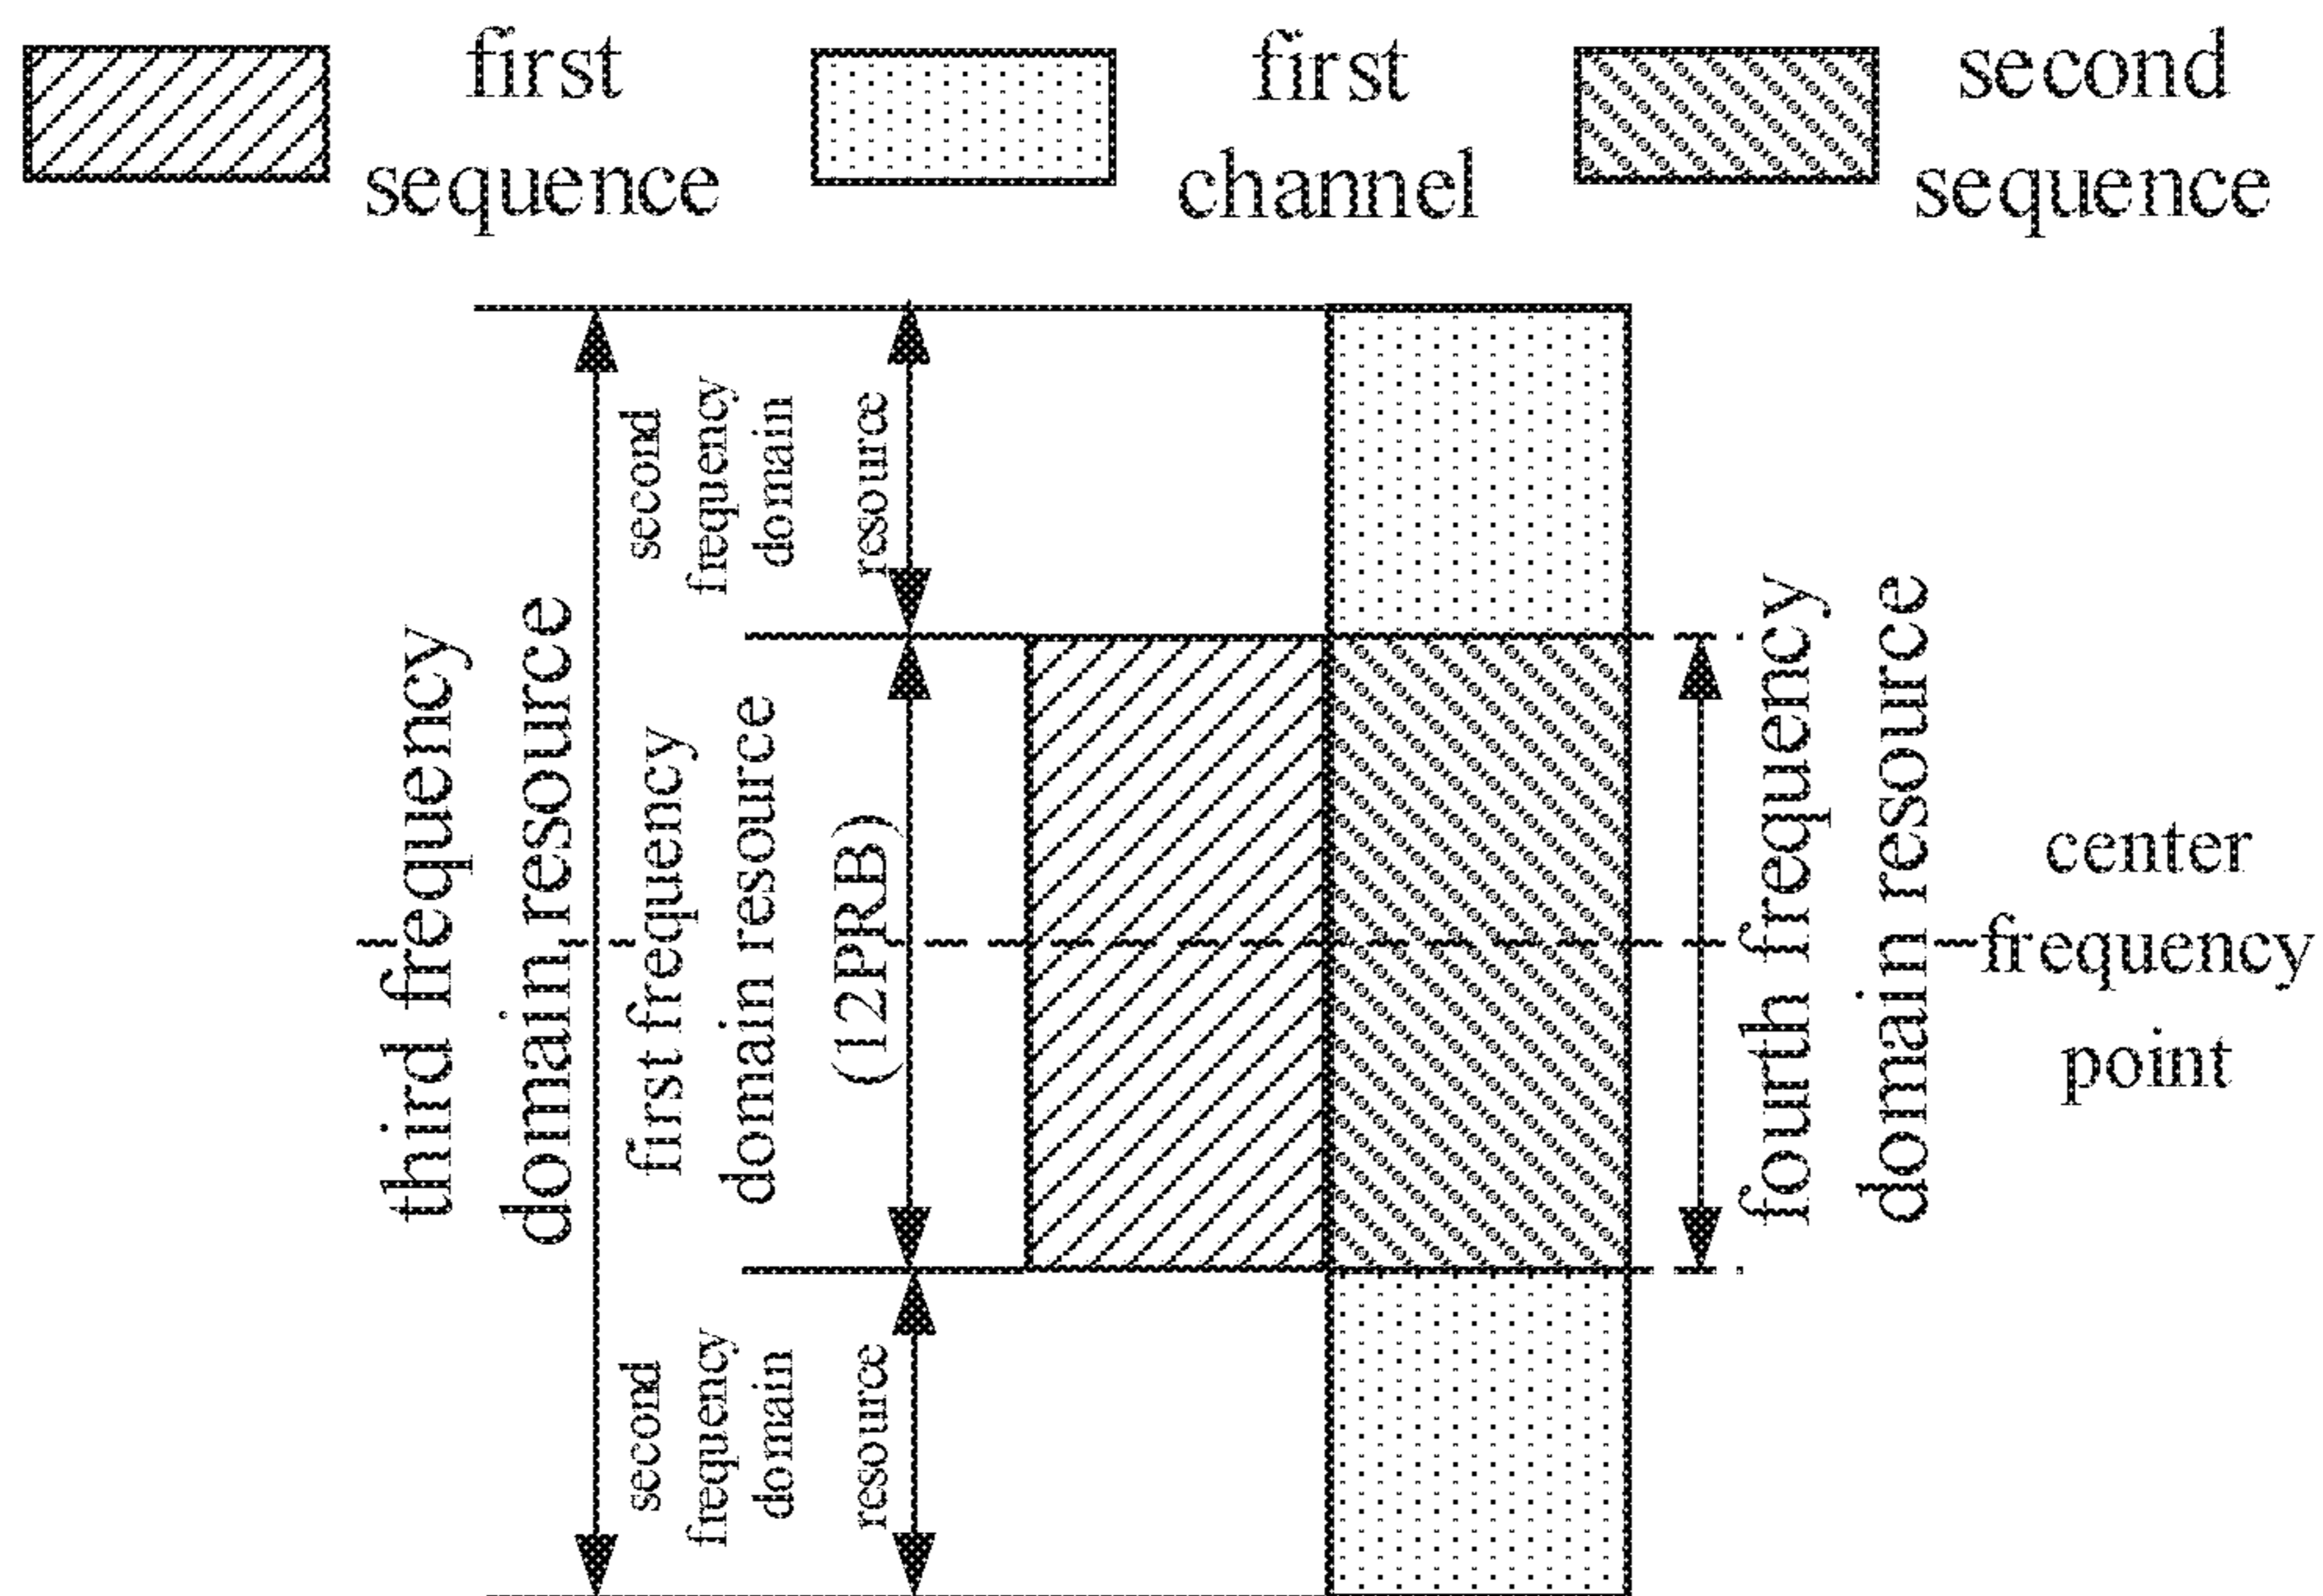 first
sequence
first
channel
second
sequence
third frequency
domain resource
second
frequency
domain
resource
first frequency
domain resource
(12PRB)
second
frequency
domain
resource
fourth frequency
domain resource
center
frequency
point